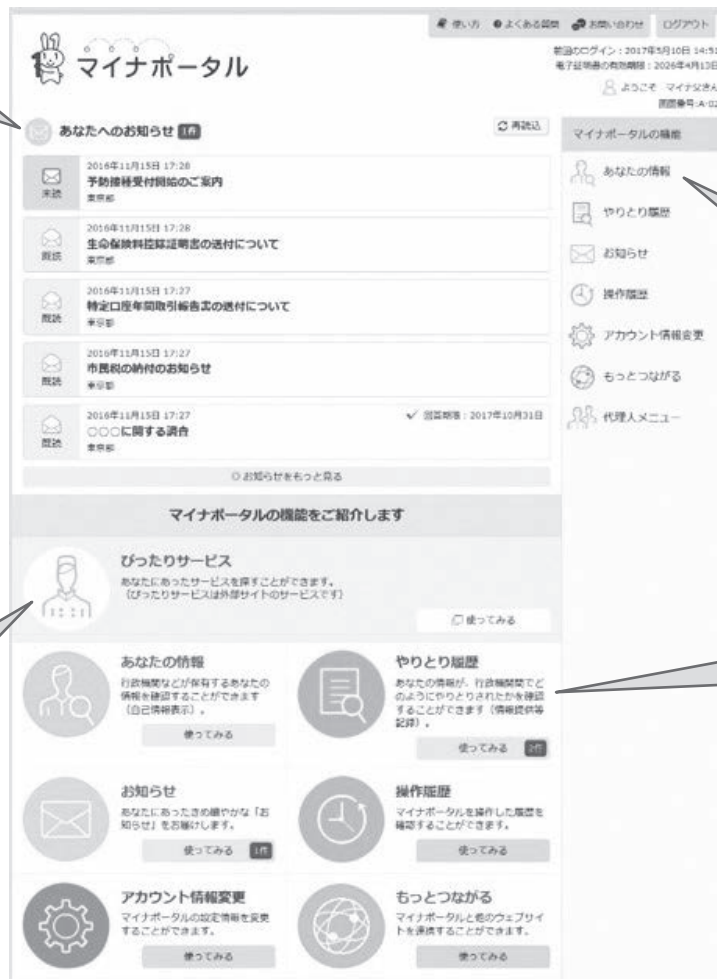 使い方 よくある質問 お問い合わせ ログアウト
マイナポータル
前回のログイン：2017年5月10日 14:51
電子証明書の有効期限：2026年4月13日
ようこそ マイナ父さん
画面番号:A-02
あなたへのお知らせ 1件
再読込
2016年11月15日 17:28
未読 予防接種受付開始のご案内
東京都
2016年11月15日 17:28
既読 生命保険料控除証明書の送付について
東京都
2016年11月15日 17:27
既読 特定口座年間取引報告書の送付について
東京都
2016年11月15日 17:27
既読 市民税の納付のお知らせ
東京都
2016年11月15日 17:27
回答期限：2017年10月31日
既読 〇〇〇に関する調査
東京都
お知らせをもっと見る
マイナポータルの機能
あなたの情報
やりとり履歴
お知らせ
操作履歴
アカウント情報変更
もっとつながる
代理人メニュー
マイナポータルの機能をご紹介します
ぴったりサービス
あなたにあったサービスを探すことができます。
（ぴったりサービスは外部サイトのサービスです）
使ってみる
あなたの情報
行政機関などが保有するあなたの
情報を確認することができます
（自己情報表示）。
使ってみる
やりとり履歴
あなたの情報が、行政機関間でど
のようにやりとりされたかを確認
することができます（情報提供等
記録）。
使ってみる 2件
お知らせ
あなたにあったきめ細やかな「お
知らせ」をお届けします。
使ってみる 1件
操作履歴
マイナポータルを操作した履歴を
確認することができます。
使ってみる
アカウント情報変更
マイナポータルの設定情報を変更
することができます。
使ってみる
もっとつながる
マイナポータルと他のウェブサイ
トを連携することができます。
使ってみる